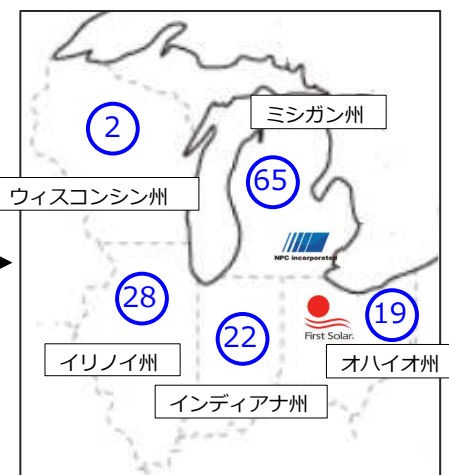 ミシガン州
2
65
ウィスコンシン州
NPC incorporated
28
First Solar.
19
22
イリノイ州
オハイオ州
インディアナ州